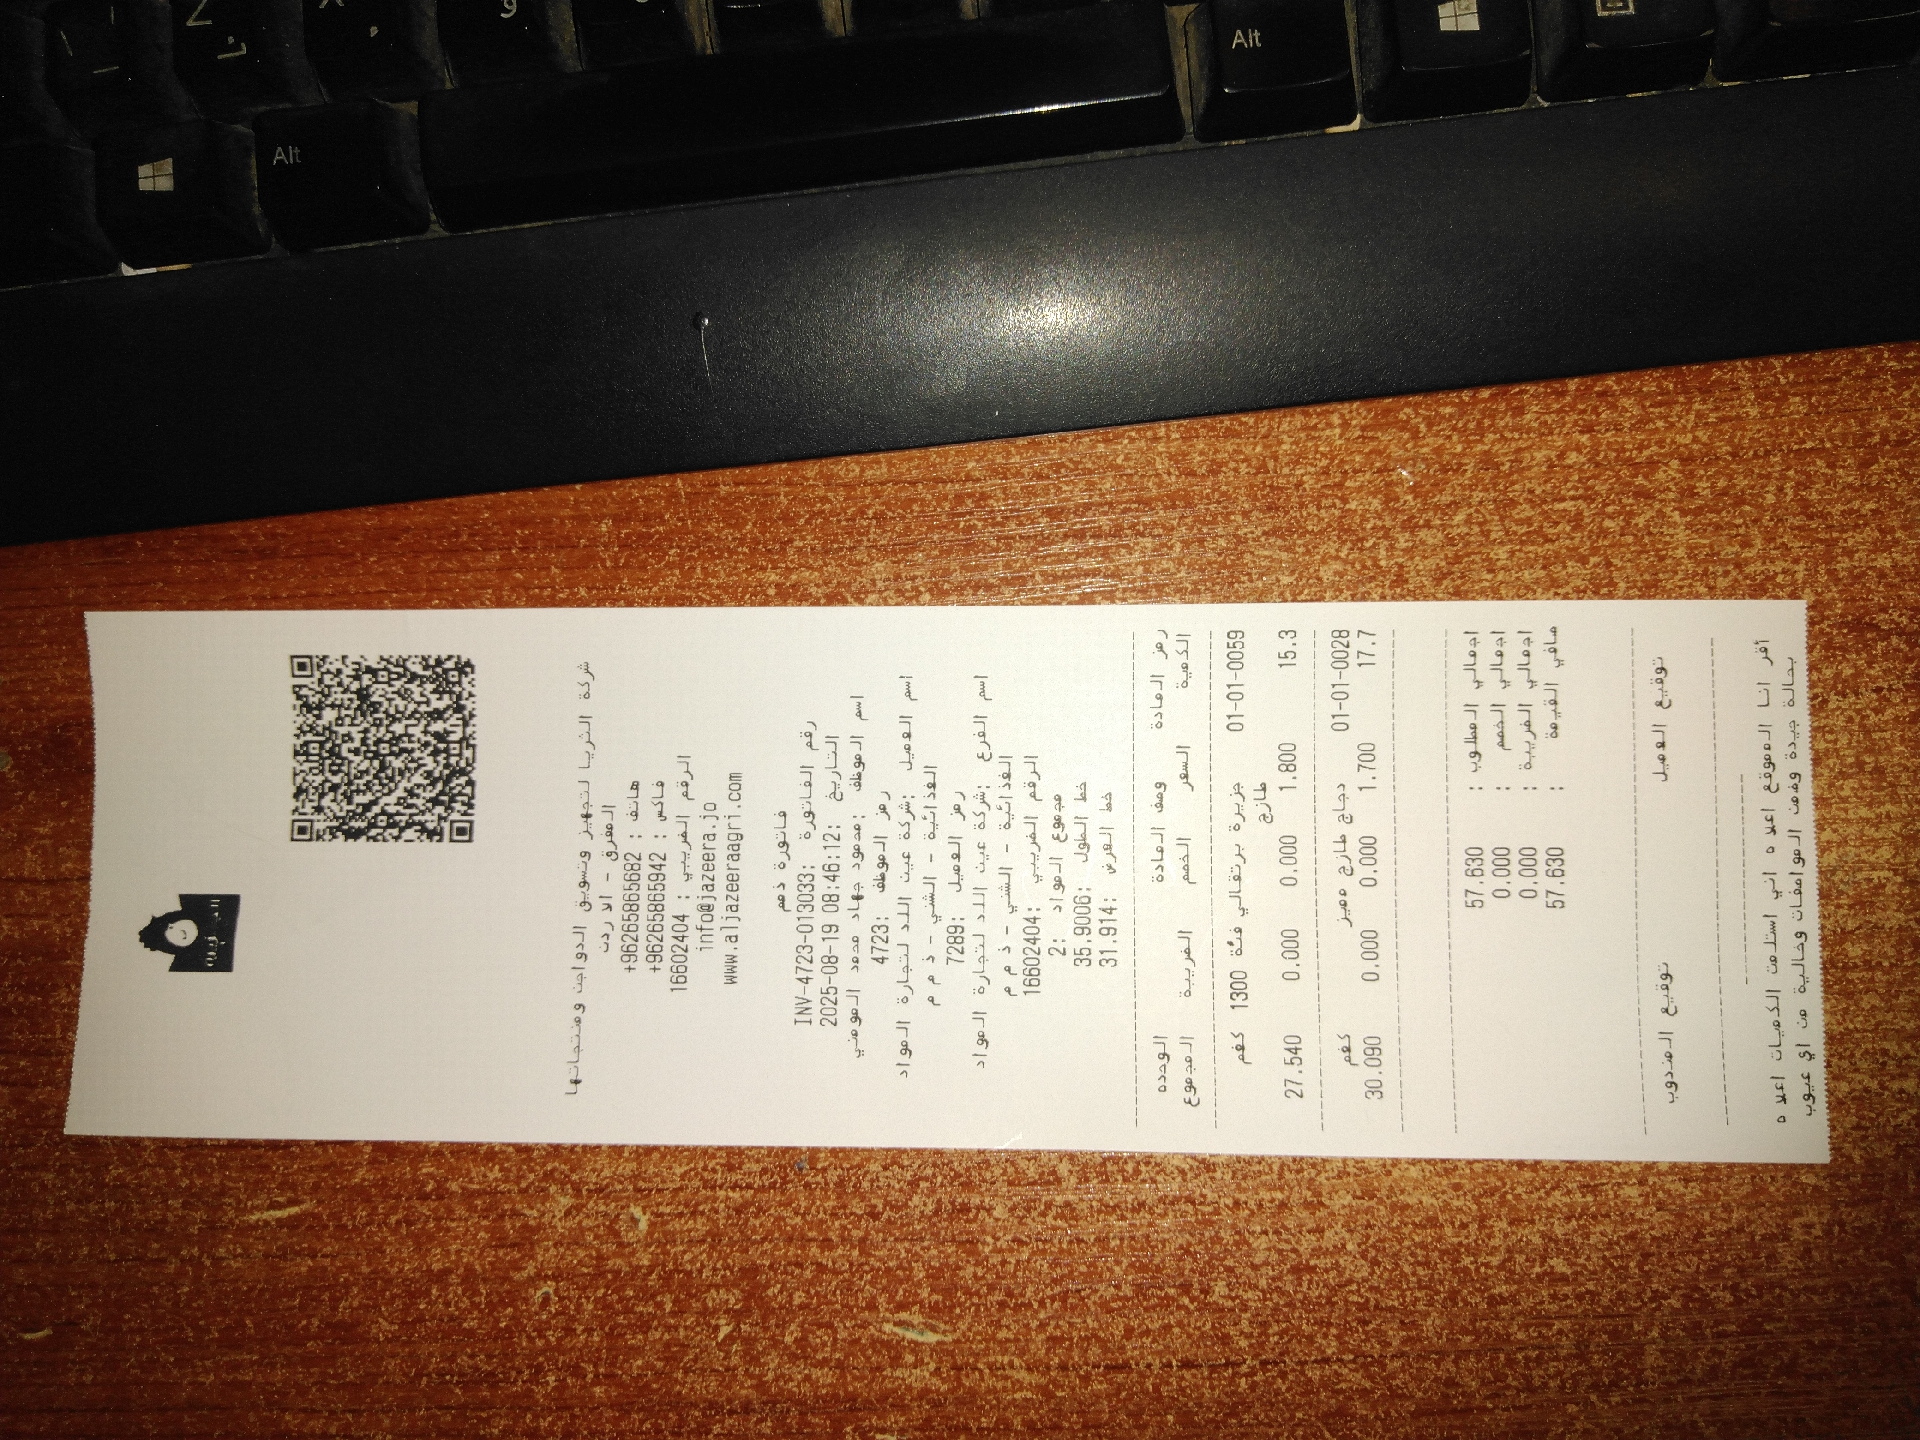 شركة الثريا لتجهيز وتسويق الدواجن ومنتجاتها
المفرق - الاردن
هاتف : +96265865682
فاكس : +96265865942
الرقم الضريبي : 16602404
info@jazeera.jo
www.aljazeeraagri.com
فاتورة ذمم
رقم الفاتورة :INV-4723-013033
التاريخ :2025-08-19 08:46:12
اسم الموظف :محمود جهاد محمد المومني
رمز الموظف :4723
اسم العميل :شركة عين اللد لتجارة المواد
الغذائية - الشني - ذ م م
رمز العميل :7289
اسم الفرع :شركة عين اللد لتجارة المواد
الغذائية - الشني - ذ م م
الرقم الضريبي :16602404
مجموع المواد :2
خط الطول :35.9006
خط العرض :31.914
رمز المادة وصف المادة الوحده
الكمية السعر الخصم الضريبة المجموع
01-01-0059 جزيرة برتقالي فئة 1300 كغم
طازج
15.3 1.800 0.000 0.000 27.540
01-01-0028 دجاج طازج مميز كغم
17.7 1.700 0.000 0.000 30.090
اجمالي المطلوب : 57.630
اجمالي الخصم : 0.000
اجمالي الضريبة : 0.000
صافي القيمة : 57.630
توقيع العميل توقيع المندوب
أقر انا الموقع اعلاه اني استلمت الكميات اعلاه
بحالة جيدة وضمن المواصفات وخالية من اي عيوب
Alt
Alt